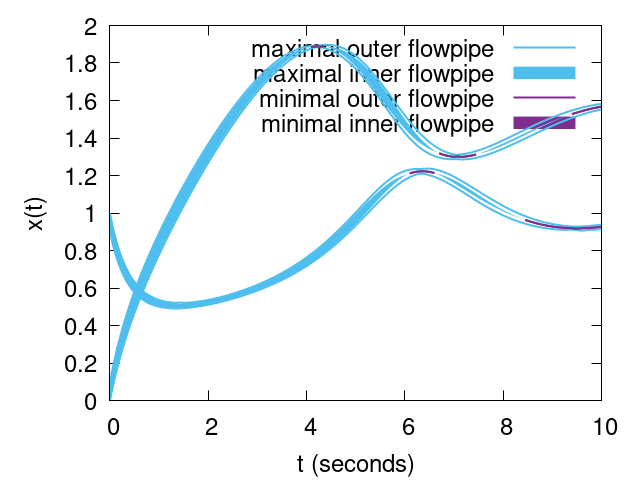 2
maximal outer flowpipe
1.8
maximal inner flowpipe
1.6
minimal outer flowpipe
1.4
minimal inner flowpipe
1.2
x(t)
1
0.8
0.6
0.4
0.2
0
0 2 4 6 8 10
t (seconds)